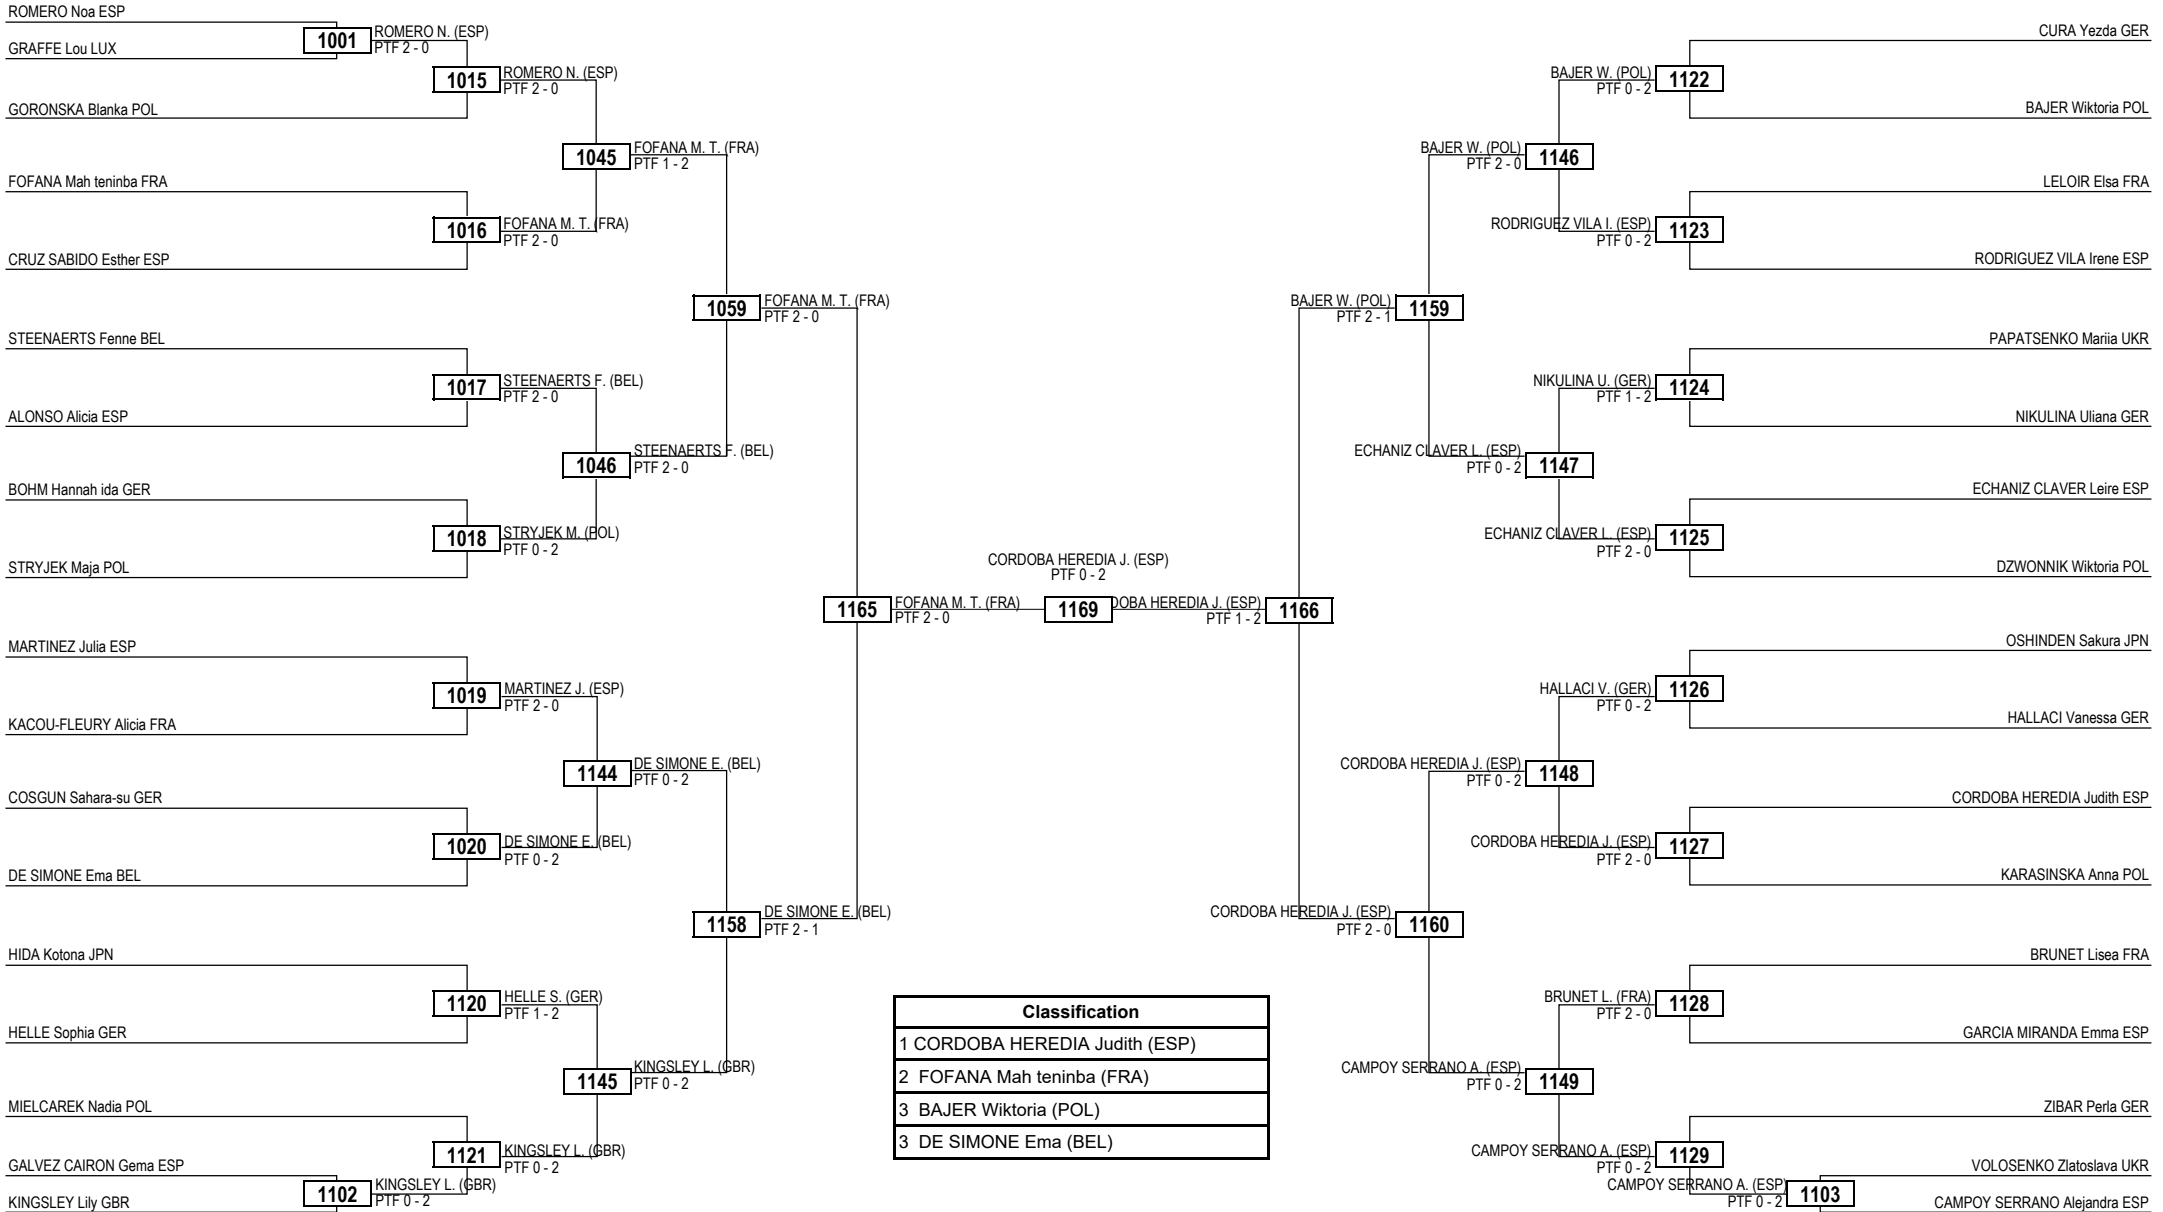 ROMERO Noa ESP
1001
ROMERO N. (ESP)
PTF 2 - 0
GRAFFE Lou LUX
1015
ROMERO N. (ESP)
PTF 2 - 0
GORONSKA Blanka POL
1045
FOFANA M. T. (FRA)
PTF 1 - 2
FOFANA Mah teninba FRA
1016
FOFANA M. T. (FRA)
PTF 2 - 0
CRUZ SABIDO Esther ESP
1059
FOFANA M. T. (FRA)
PTF 2 - 0
STEENAERTS Fenne BEL
1017
STEENAERTS F. (BEL)
PTF 2 - 0
ALONSO Alicia ESP
1046
STEENAERTS F. (BEL)
PTF 2 - 0
BOHM Hannah ida GER
1018
STRYJEK M. (POL)
PTF 0 - 2
STRYJEK Maja POL
1165
FOFANA M. T. (FRA)
PTF 2 - 0
MARTINEZ Julia ESP
1019
MARTINEZ J. (ESP)
PTF 2 - 0
KACOU-FLEURY Alicia FRA
1144
DE SIMONE E. (BEL)
PTF 0 - 2
COSGUN Sahara-su GER
1020
DE SIMONE E. (BEL)
PTF 0 - 2
DE SIMONE Ema BEL
1158
DE SIMONE E. (BEL)
PTF 2 - 1
HIDA Kotona JPN
1120
HELLE S. (GER)
PTF 1 - 2
HELLE Sophia GER
1145
KINGSLEY L. (GBR)
PTF 0 - 2
MIELCAREK Nadia POL
1121
KINGSLEY L. (GBR)
PTF 0 - 2
GALVEZ CAIRON Gema ESP
1102
KINGSLEY L. (GBR)
PTF 0 - 2
KINGSLEY Lily GBR
CORDOBA HEREDIA J. (ESP)
PTF 0 - 2
1169
DOBA HEREDIA J. (ESP)
PTF 1 - 2
1166
CURA Yezda GER
BAJER W. (POL)
PTF 0 - 2
1122
BAJER Wiktoria POL
BAJER W. (POL)
PTF 2 - 0
1146
LELOIR Elsa FRA
RODRIGUEZ VILA I. (ESP)
PTF 0 - 2
1123
RODRIGUEZ VILA Irene ESP
BAJER W. (POL)
PTF 2 - 1
1159
PAPATSENKO Mariia UKR
NIKULINA U. (GER)
PTF 1 - 2
1124
NIKULINA Uliana GER
ECHANIZ CLAVER L. (ESP)
PTF 0 - 2
1147
ECHANIZ CLAVER Leire ESP
ECHANIZ CLAVER L. (ESP)
PTF 2 - 0
1125
DZWONNIK Wiktoria POL
OSHINDEN Sakura JPN
HALLACI V. (GER)
PTF 0 - 2
1126
HALLACI Vanessa GER
CORDOBA HEREDIA J. (ESP)
PTF 0 - 2
1148
CORDOBA HEREDIA Judith ESP
CORDOBA HEREDIA J. (ESP)
PTF 2 - 0
1127
KARASINSKA Anna POL
CORDOBA HEREDIA J. (ESP)
PTF 2 - 0
1160
BRUNET Lisea FRA
BRUNET L. (FRA)
PTF 2 - 0
1128
GARCIA MIRANDA Emma ESP
CAMPOY SERRANO A. (ESP)
PTF 0 - 2
1149
ZIBAR Perla GER
CAMPOY SERRANO A. (ESP)
PTF 0 - 2
1129
VOLOSENKO Zlatoslava UKR
CAMPOY SERRANO A. (ESP)
PTF 0 - 2
1103
CAMPOY SERRANO Alejandra ESP
Classification
1 CORDOBA HEREDIA Judith (ESP)
2 FOFANA Mah teninba (FRA)
3 BAJER Wiktoria (POL)
3 DE SIMONE Ema (BEL)